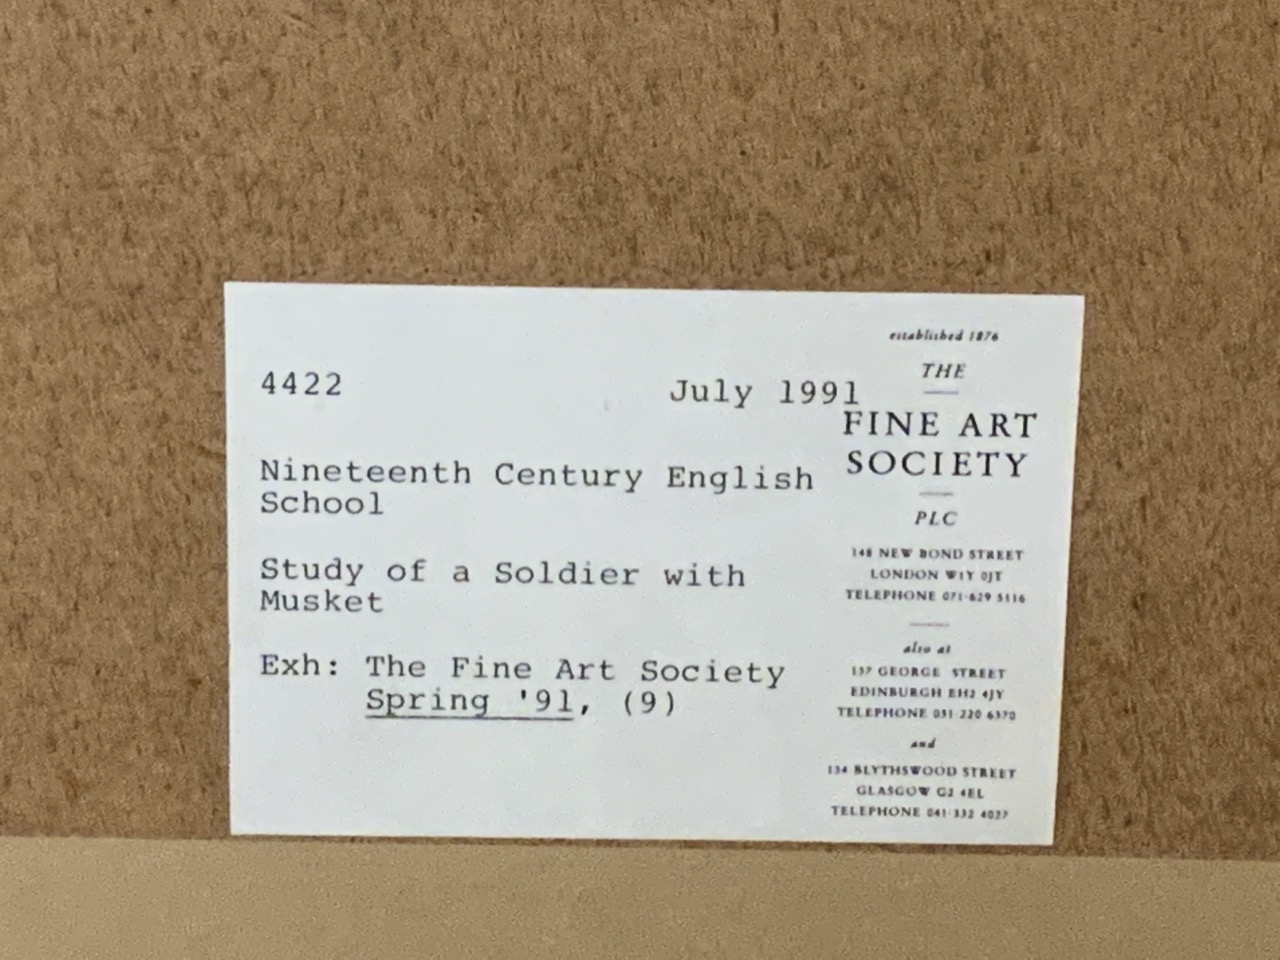 4422
July 1991
Nineteenth Century English
School
Study of a Soldier with
Musket
Exh: The Fine Art Society
Spring '91, (9)
established 1876
THE
FINE ART
SOCIETY
PLC
148 NEW BOND STREET
LONDON W1Y 0JT
TELEPHONE 071-629 5116
also at
137 GEORGE STREET
EDINBURGH EH2 4JY
TELEPHONE 031-220 6370
and
134 BLYTHSWOOD STREET
GLASGOW G2 4EL
TELEPHONE 041-332 4027